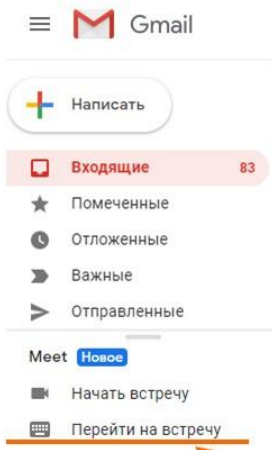 Gmail
Написать
Входящие 83
Помеченные
Отложенные
Важные
Отправленные
Meet Новое
Начать встречу
Перейти на встречу